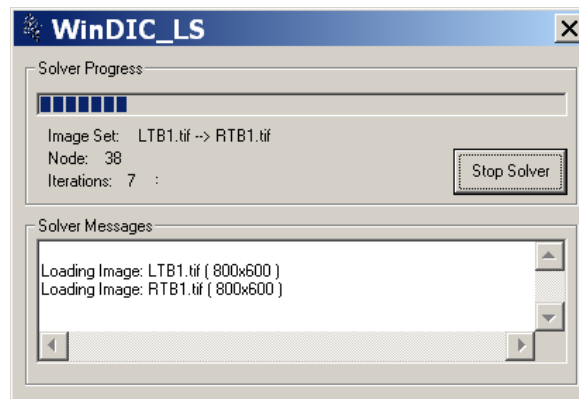 WinDIC_LS
Solver Progress
Image Set: LTB1.tif --> RTB1.tif
Node: 38
Iterations: 7 :
Stop Solver
Solver Messages
Loading Image: LTB1.tif ( 800x600 )
Loading Image: RTB1.tif ( 800x600 )